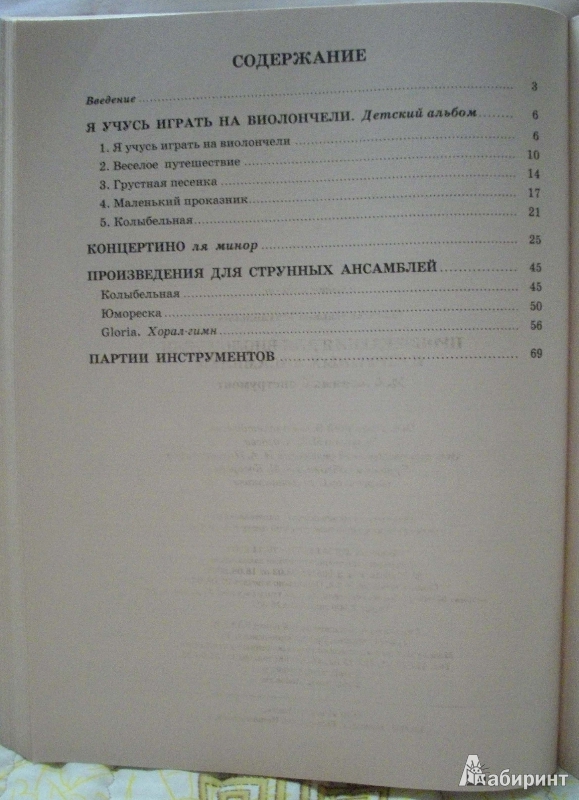 СОДЕРЖАНИЕ
Введение 3
Я УЧУСЬ ИГРАТЬ НА ВИОЛОНЧЕЛИ. Детский альбом 6
1. Я учусь играть на виолончели 6
2. Веселое путешествие 10
3. Грустная песенка 14
4. Маленький проказник 17
5. Колыбельная 21
КОНЦЕРТИНО ля минор 25
ПРОИЗВЕДЕНИЯ ДЛЯ СТРУННЫХ АНСАМБЛЕЙ 45
Колыбельная 45
Юмореска 50
Gloria. Хорал-гимн 56
ПАРТИИ ИНСТРУМЕНТОВ 69
Лабиринт